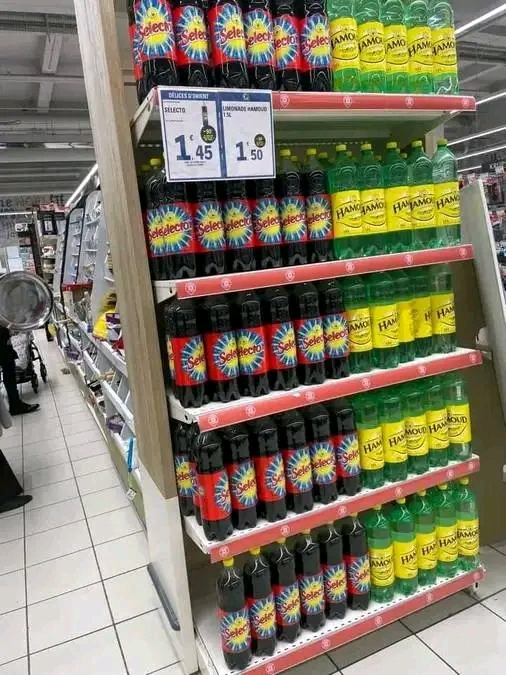 DÉLICES D'ORIENT
SELECTO
1€45
LIMONADE HAMOUD
1.5L
1€50
Selecto
HAMOUD